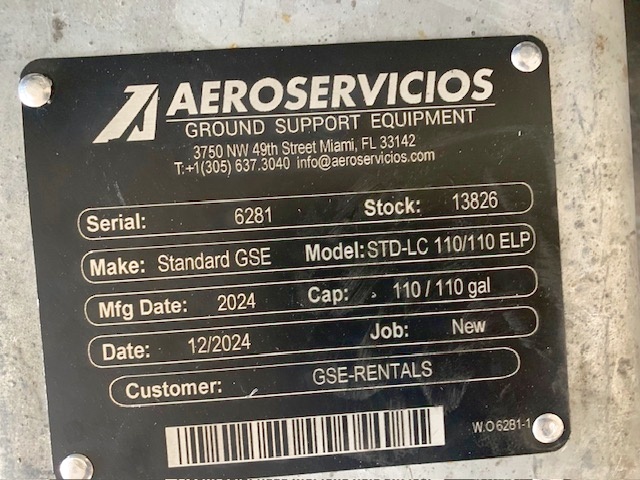 AEROSERVICIOS
GROUND SUPPORT EQUIPMENT
3750 NW 49th Street Miami, FL 33142
T:+1(305) 637.3040 info@aeroservicios.com
Serial: 6281 Stock: 13826
Make: Standard GSE Model: STD-LC 110/110 ELP
Mfg Date: 2024 Cap: 110 / 110 gal
Date: 12/2024 Job: New
Customer: GSE-RENTALS
W.O 6281-1